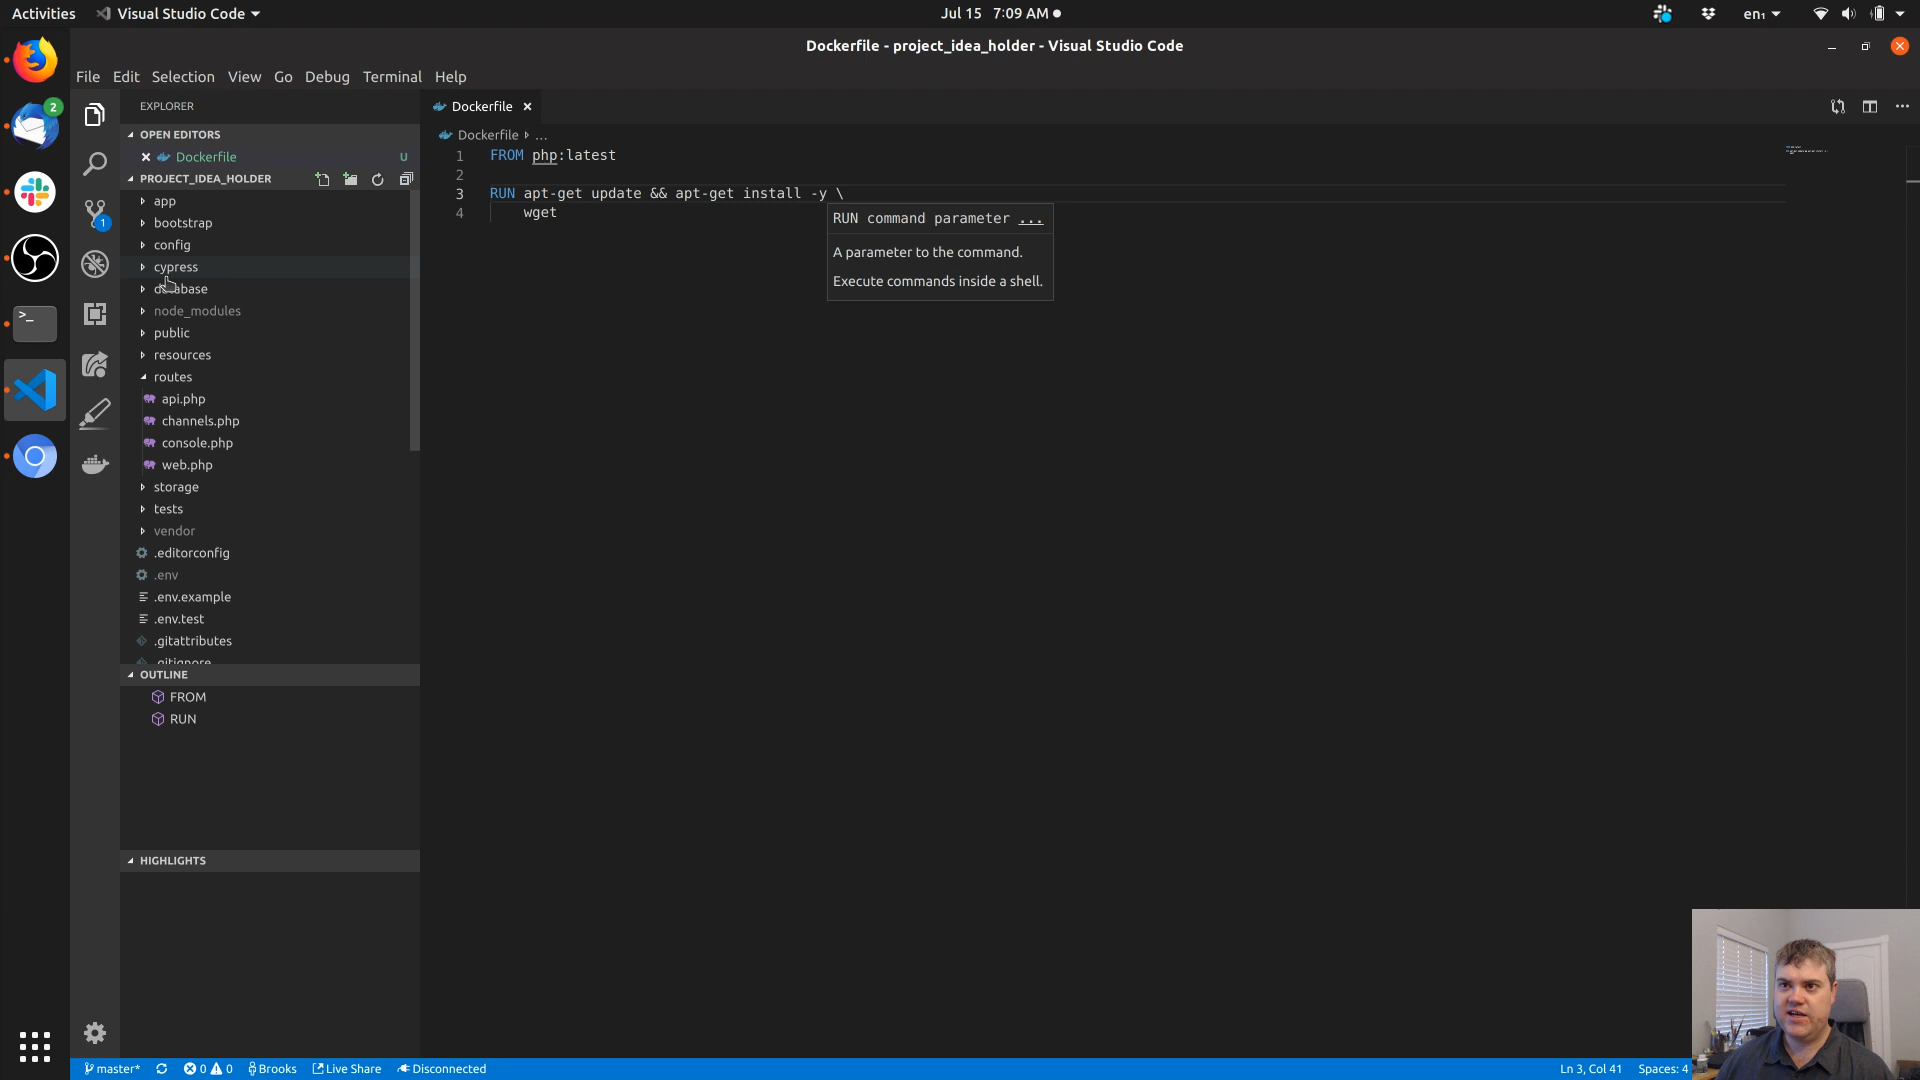 Activities
Visual Studio Code
Jul 15 7:09 AM
en₁
Dockerfile - project_idea_holder - Visual Studio Code
2
File Edit Selection View Go Debug Terminal Help
EXPLORER
OPEN EDITORS
Dockerfile U
PROJECT_IDEA_HOLDER
app
bootstrap
config
cypress
database
node_modules
public
resources
routes
api.php
channels.php
console.php
web.php
storage
tests
vendor
.editorconfig
.env
.env.example
.env.test
.gitattributes
.gitignore
OUTLINE
FROM
RUN
HIGHLIGHTS
1
Dockerfile
Dockerfile ...
1 FROM php:latest
2
3 RUN apt-get update && apt-get install -y \
4 wget
RUN command parameter ...
A parameter to the command.
Execute commands inside a shell.
master* 0 0 Brooks Live Share Disconnected
Ln 3, Col 41 Spaces: 4